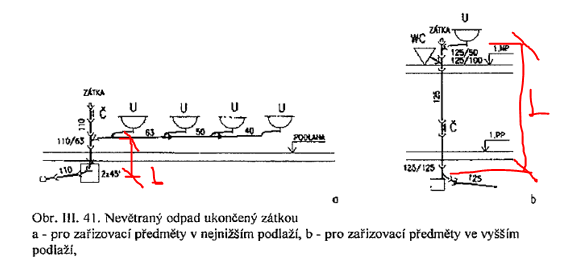 U
ZÁTKA
WC
125/50
125/100
1.NP
125
Č
1.PP
125/125
125
L
b
ZÁTKA
U U U U
110
Č
63 50 40
110/63
PODLAHA
110
2x45°
L
a
Obr. III. 41. Nevětraný odpad ukončený zátkou
a - pro zařizovací předměty v nejnižším podlaží, b - pro zařizovací předměty ve vyšším
podlaží,